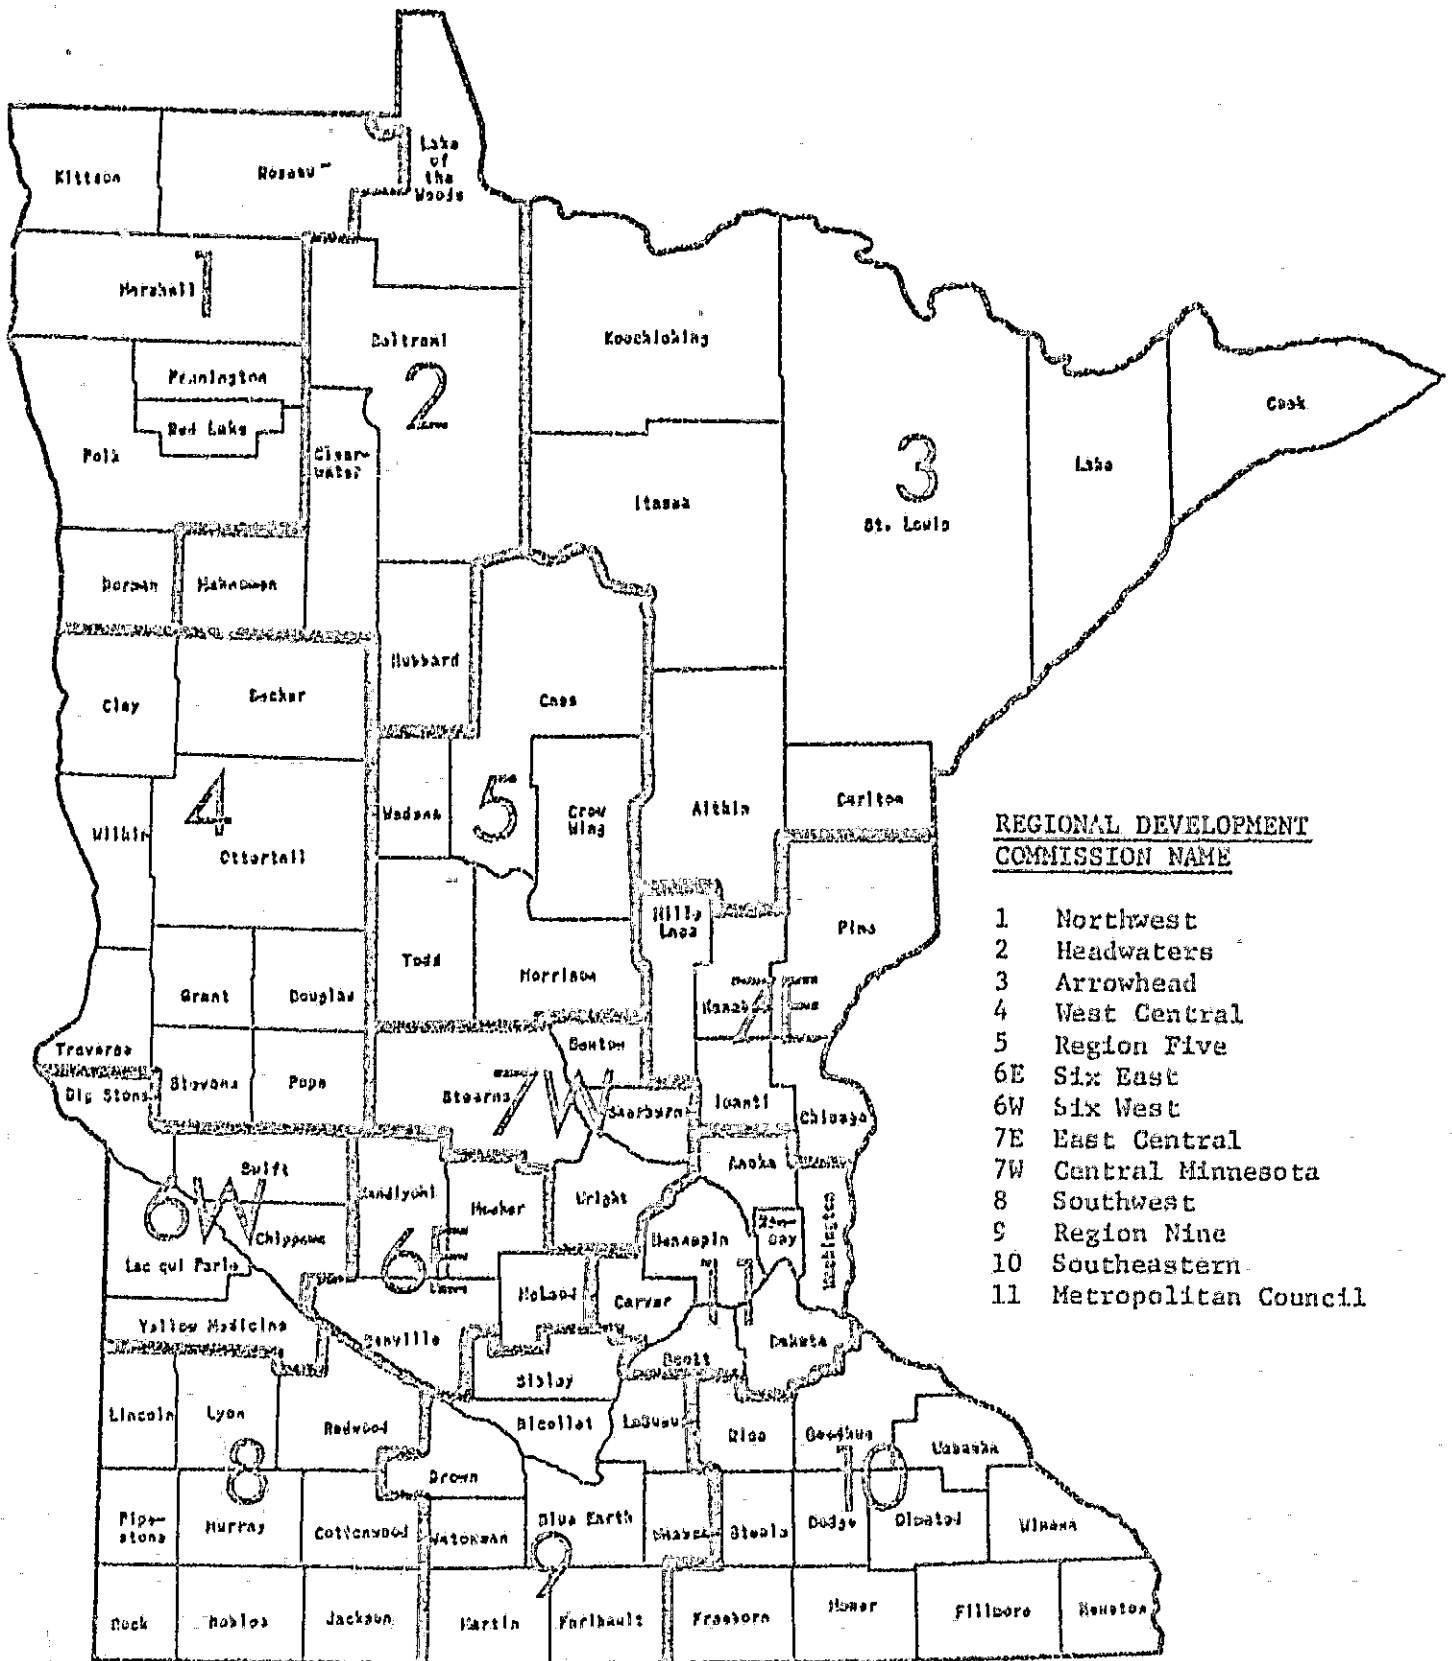 Lake
of
the
Woods
Kittson
Roseau
Marshall
1
Beltrami
2
Koochiching
Pennington
Red Lake
Polk
Clear-
water
Itasca
3
St. Louis
Lake
Cook
Norman
Mahnomen
Hubbard
Cass
Clay
Becker
4
Wilkin
Ottertail
Wadena
5
Crow
Wing
Aitkin
Carlton
Mille
Lacs
Pine
Todd
Morrison
Grant
Douglas
Traverse
Big Stone
Stevens
Pope
Benton
Stearns
7W
Sherburn
Isanti
Chisago
Anoka
Swift
6W
Chippewa
Lac qui Parle
Kandiyohi
6E
Meeker
Wright
Hennepin
Ram-
sey
Washington
11
McLeod
Carver
Yellow Medicine
Renville
Scott
Dakota
Sibley
Lincoln
Lyon
Redwood
Nicollet
LeSueur
Rice
Goodhue
Wabasha
8
Brown
10
Pipe-
stone
Murray
Cottonwood
Watonwan
Blue Earth
9
Waseca
Steele
Dodge
Olmsted
Winona
Rock
Nobles
Jackson
Martin
Faribault
Freeborn
Mower
Fillmore
Houston
REGIONAL DEVELOPMENT
COMMISSION NAME
1 Northwest
2 Headwaters
3 Arrowhead
4 West Central
5 Region Five
6E Six East
6W Six West
7E East Central
7W Central Minnesota
8 Southwest
9 Region Nine
10 Southeastern
11 Metropolitan Council